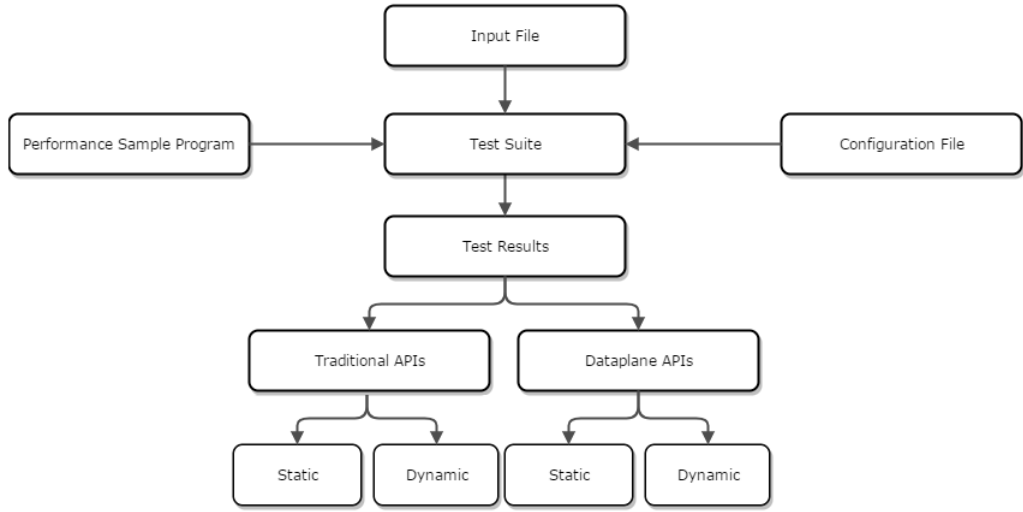 Input File
Performance Sample Program
Test Suite
Configuration File
Test Results
Traditional APIs
Dataplane APIs
Static
Dynamic
Static
Dynamic